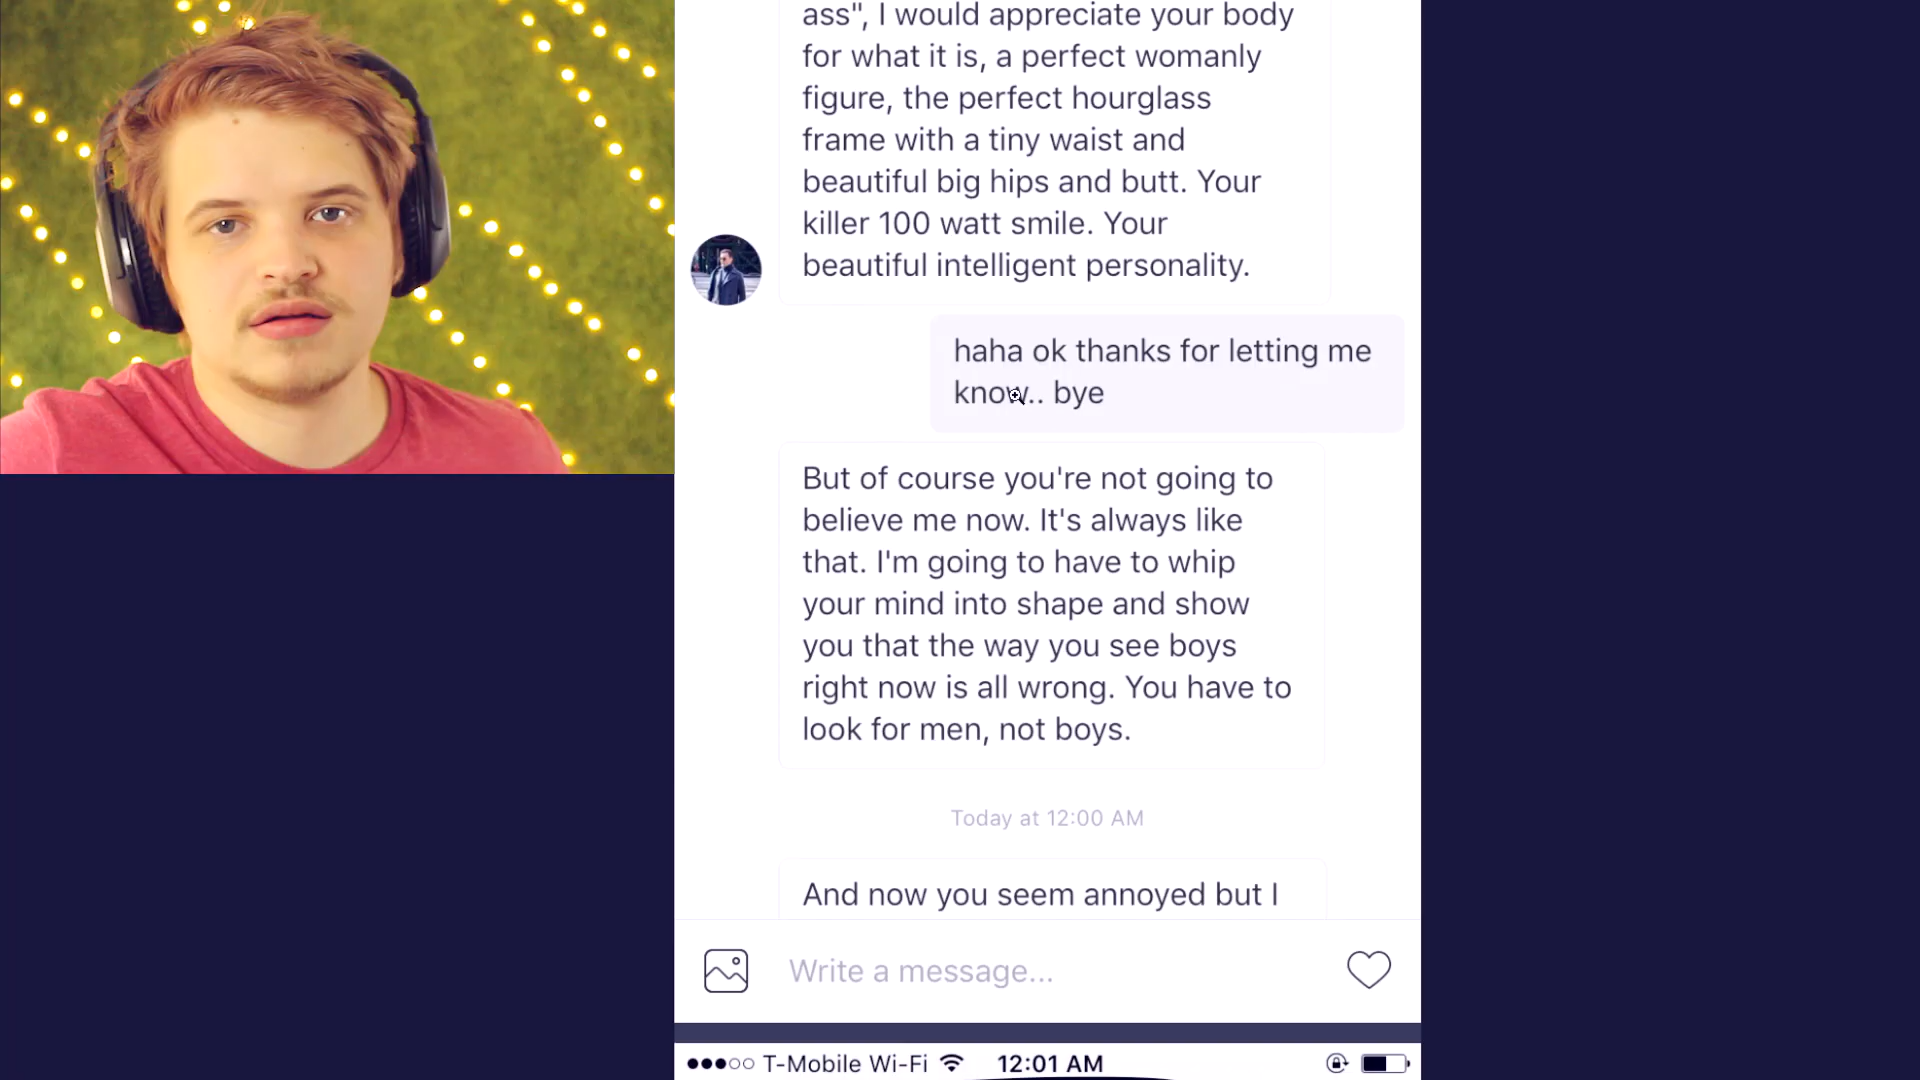 ass", I would appreciate your body
for what it is, a perfect womanly
figure, the perfect hourglass
frame with a tiny waist and
beautiful big hips and butt. Your
killer 100 watt smile. Your
beautiful intelligent personality.
haha ok thanks for letting me
know.. bye
But of course you're not going to
believe me now. It's always like
that. I'm going to have to whip
your mind into shape and show
you that the way you see boys
right now is all wrong. You have to
look for men, not boys.
Today at 12:00 AM
And now you seem annoyed but I
Write a message...
T-Mobile Wi-Fi 12:01 AM